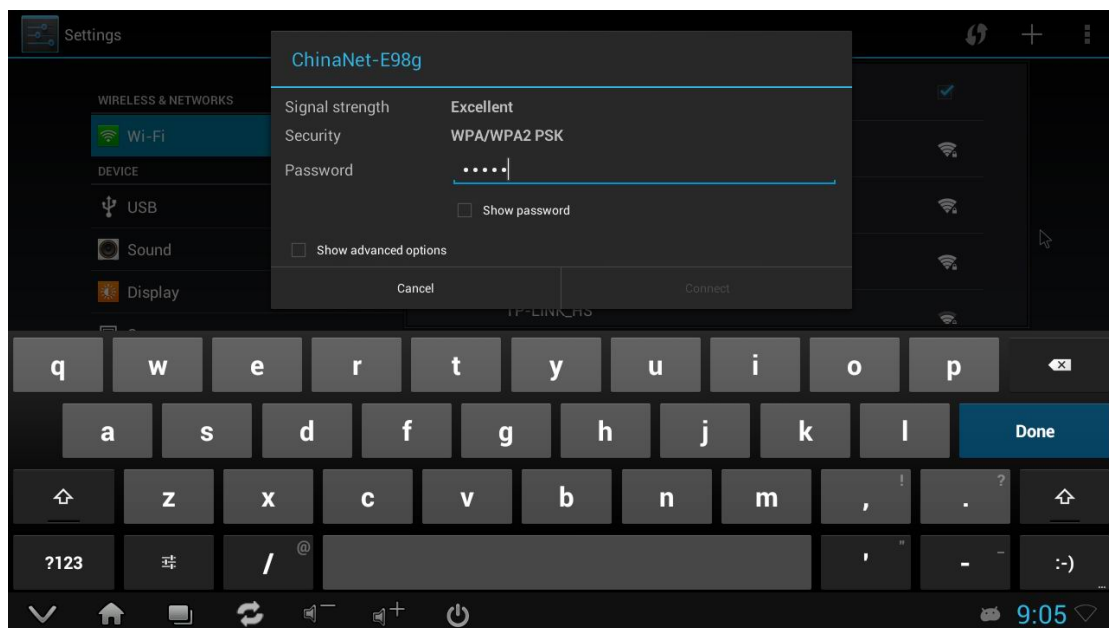 Settings
ChinaNet-E98g
WIRELESS & NETWORKS
Signal strength Excellent
Wi-Fi
Security WPA/WPA2 PSK
DEVICE
Password •••••
USB
Show password
Sound
Show advanced options
Display
Cancel Connect
TP-LINK_HS
q w e r t y u i o p
a s d f g h j k l Done
z x c v b n m , ! . ?
?123 / @ ' " - _ :-) ...
9:05